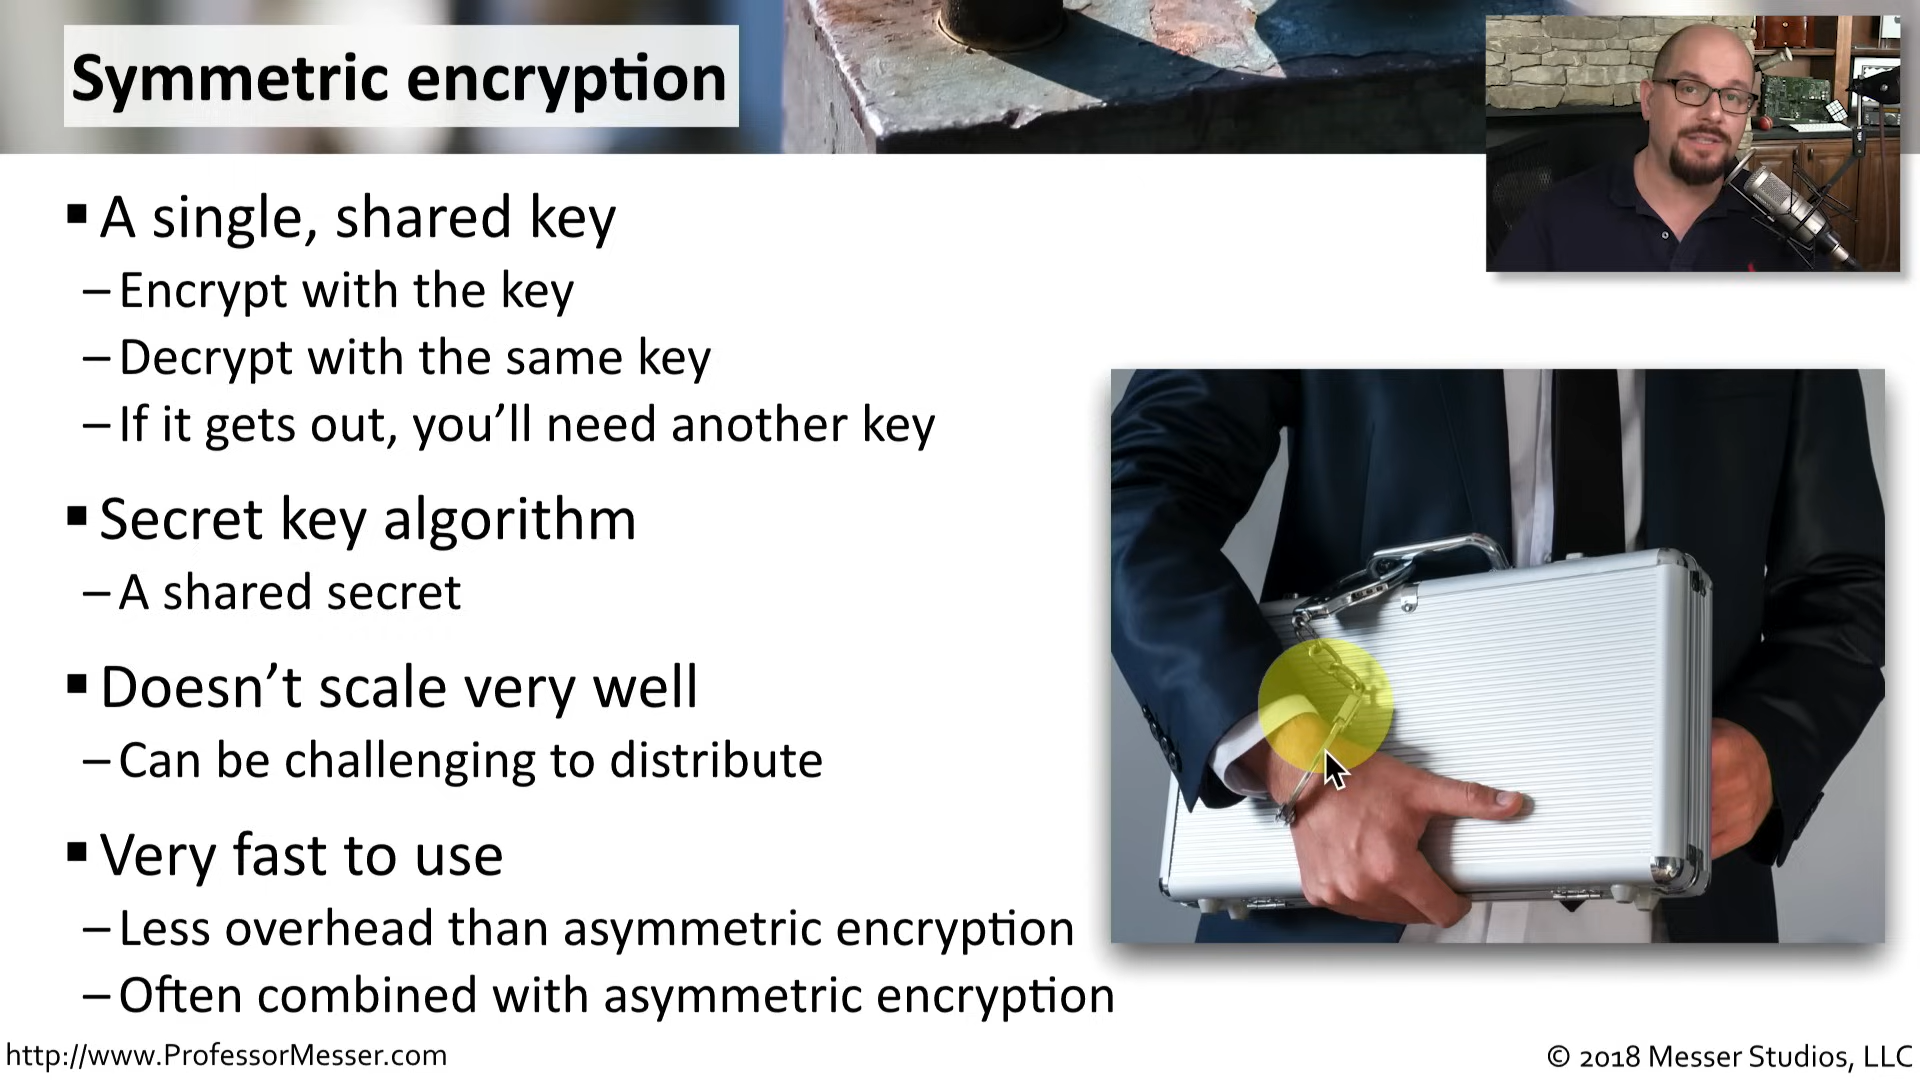 Symmetric encryption
▪ A single, shared key
– Encrypt with the key
– Decrypt with the same key
– If it gets out, you’ll need another key
▪ Secret key algorithm
– A shared secret
▪ Doesn’t scale very well
– Can be challenging to distribute
▪ Very fast to use
– Less overhead than asymmetric encryption
– Often combined with asymmetric encryption
http://www.ProfessorMesser.com
© 2018 Messer Studios, LLC